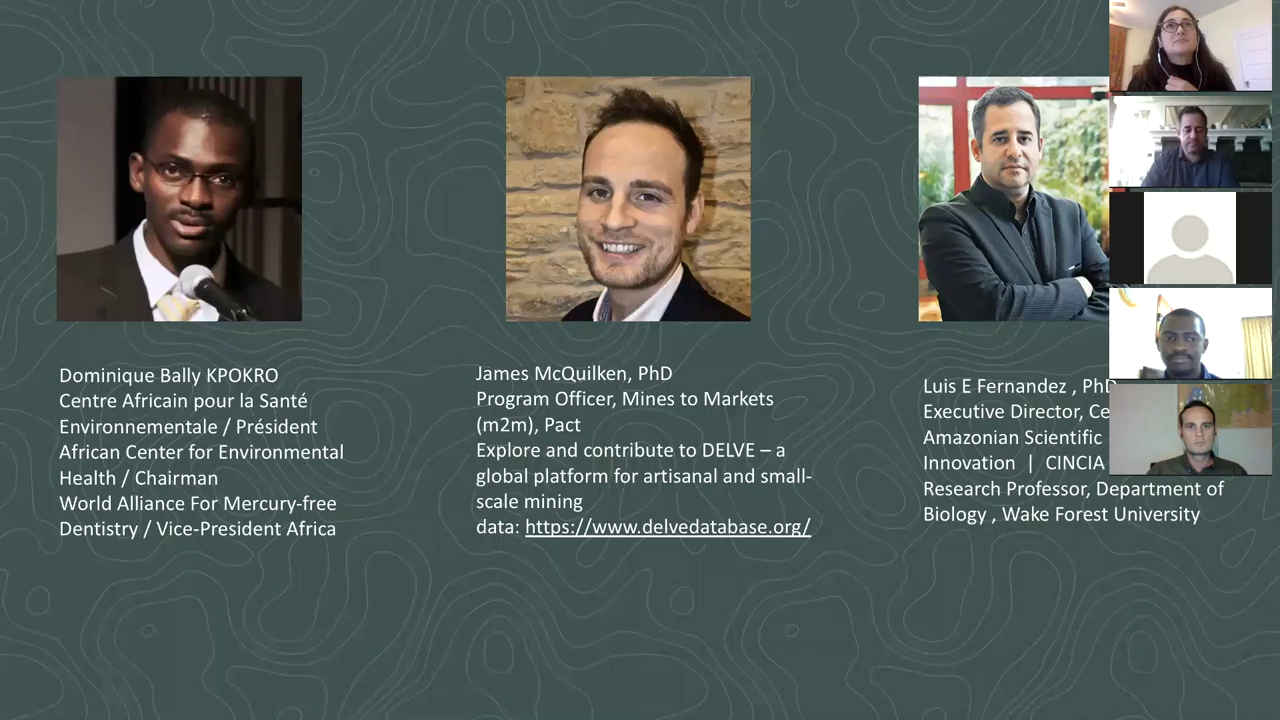 Dominique Bally KPOKRO
Centre Africain pour la Santé
Environnementale / Président
African Center for Environmental
Health / Chairman
World Alliance For Mercury-free
Dentistry / Vice-President Africa
James McQuilken, PhD
Program Officer, Mines to Markets
(m2m), Pact
Explore and contribute to DELVE – a
global platform for artisanal and small-
scale mining
data: https://www.delvedatabase.org/
Luis E Fernandez , PhD
Executive Director,
Amazonian Scientific
Innovation | CINCIA
Research Professor, Department of
Biology , Wake Forest University